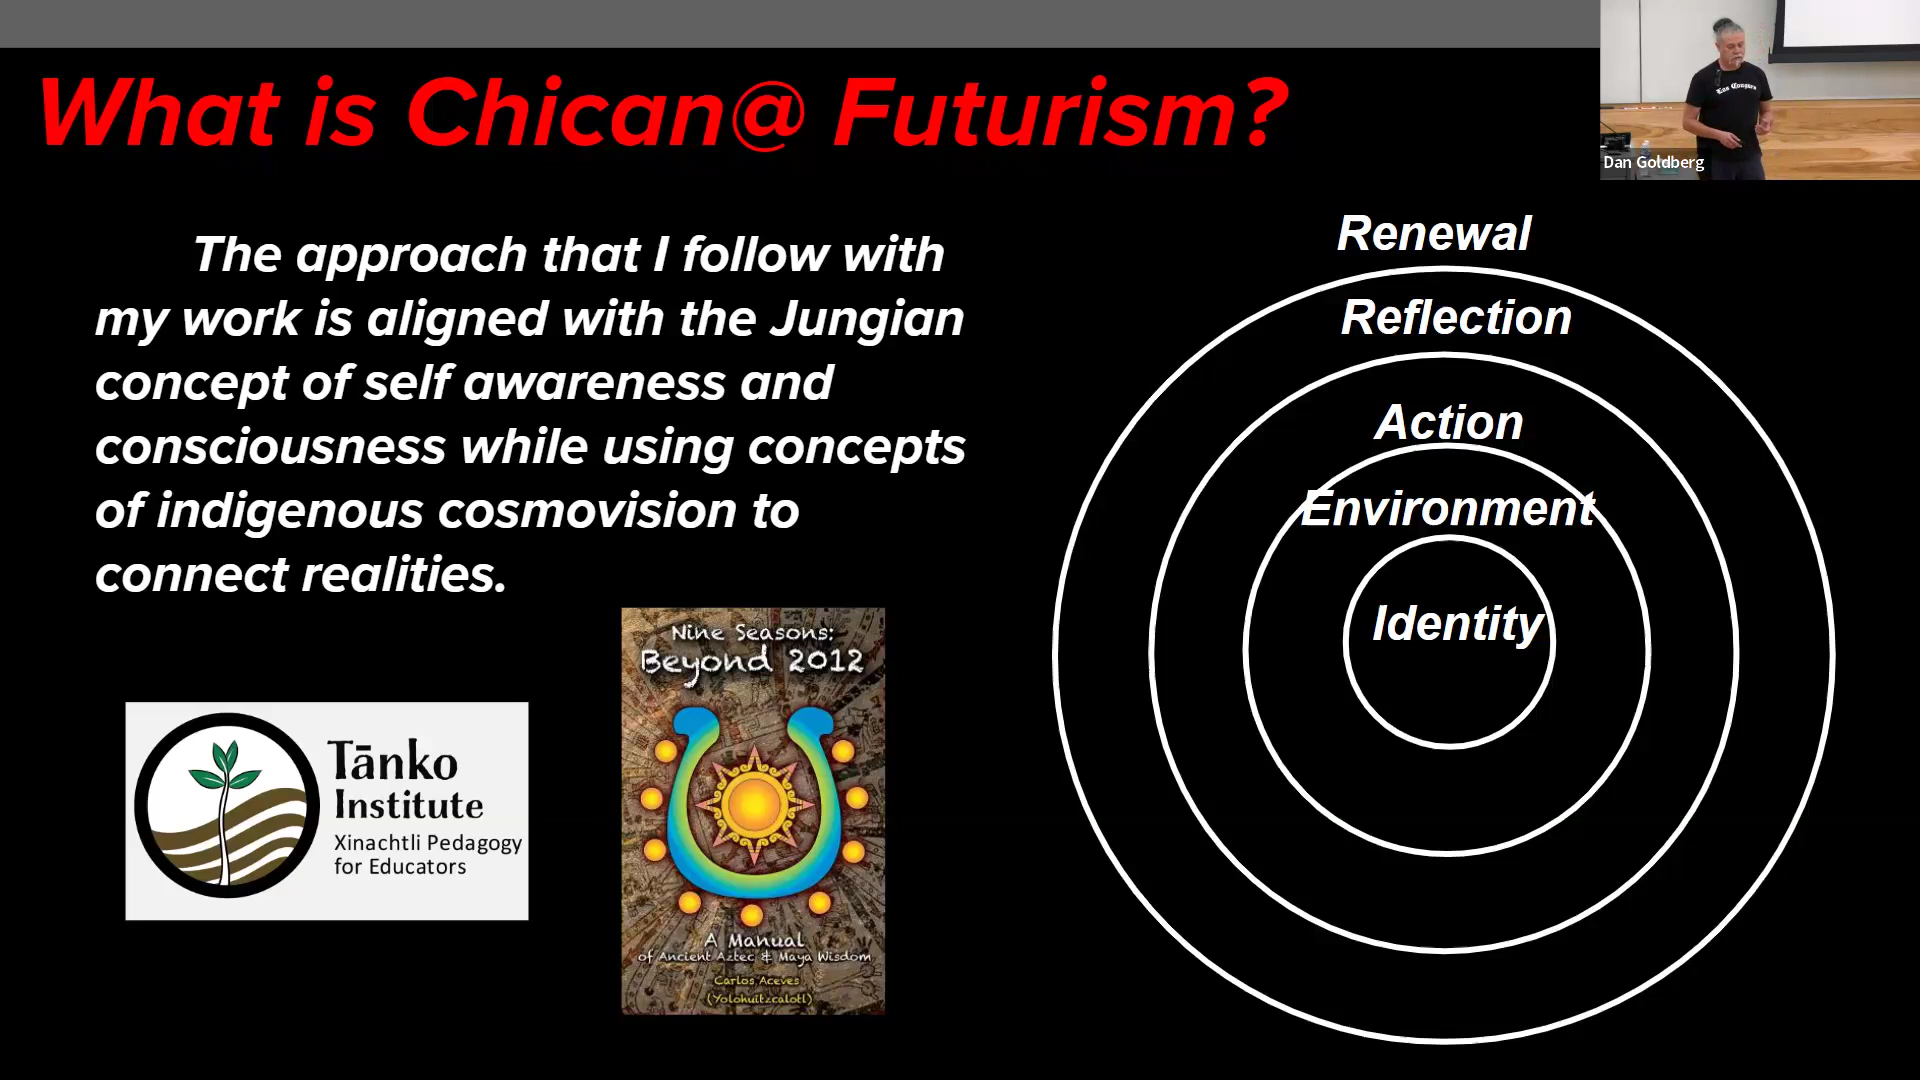 What is Chican@ Futurism?
Dan Goldberg
The approach that I follow with
my work is aligned with the Jungian
concept of self awareness and
consciousness while using concepts
of indigenous cosmovision to
connect realities.
Renewal
Reflection
Action
Environment
Identity
Tānko
Institute
Xinachtli Pedagogy
for Educators
Nine Seasons:
Beyond 2012
A Manual
of Ancient Aztec & Maya Wisdom
Carlos Aceves
(Yolohuitzcalotl)